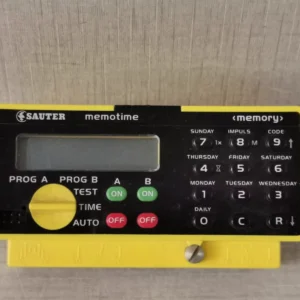 SAUTER memotime ‹memory›
SUNDAY IMPULS CODE
7 1x 8 M 9 ↑
THURSDAY FRIDAY SATURDAY
4 5 6
PROG A PROG B A B
TEST ON ON
MONDAY TUESDAY WEDNESDAY
1 2 3
TIME
AUTO OFF OFF
DAILY
0 C R ↓